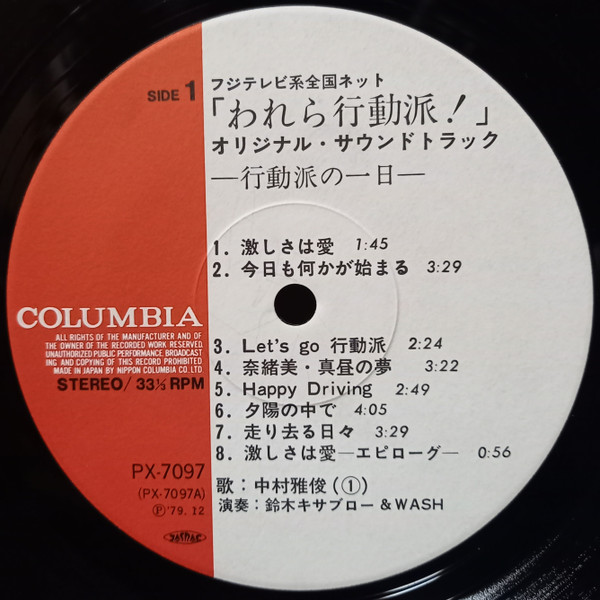 SIDE 1
フジテレビ系全国ネット
「われら行動派!」
オリジナル・サウンドトラック
―行動派の一日―
1. 激しさは愛 1:45
2. 今日も何かが始まる 3:29
3. Let's go 行動派 2:24
4. 奈緒美・真昼の夢 3:22
5. Happy Driving 2:49
6. 夕陽の中で 4:05
7. 走り去る日々 3:29
8. 激しさは愛―エピローグ― 0:56
歌:中村雅俊(①)
演奏:鈴木キサブロー&WASH
COLUMBIA
ALL RIGHTS OF THE MANUFACTURER AND OF
THE OWNER OF THE RECORDED WORK RESERVED
UNAUTHORIZED PUBLIC PERFORMANCE, BROADCAST
ING AND COPYING OF THIS RECORD PROHIBITED
MADE IN JAPAN BY NIPPON COLUMBIA CO. LTD.
STEREO/33⅓ RPM
PX-7097
(PX-7097A)
Ⓟ'79.12
JASRAC